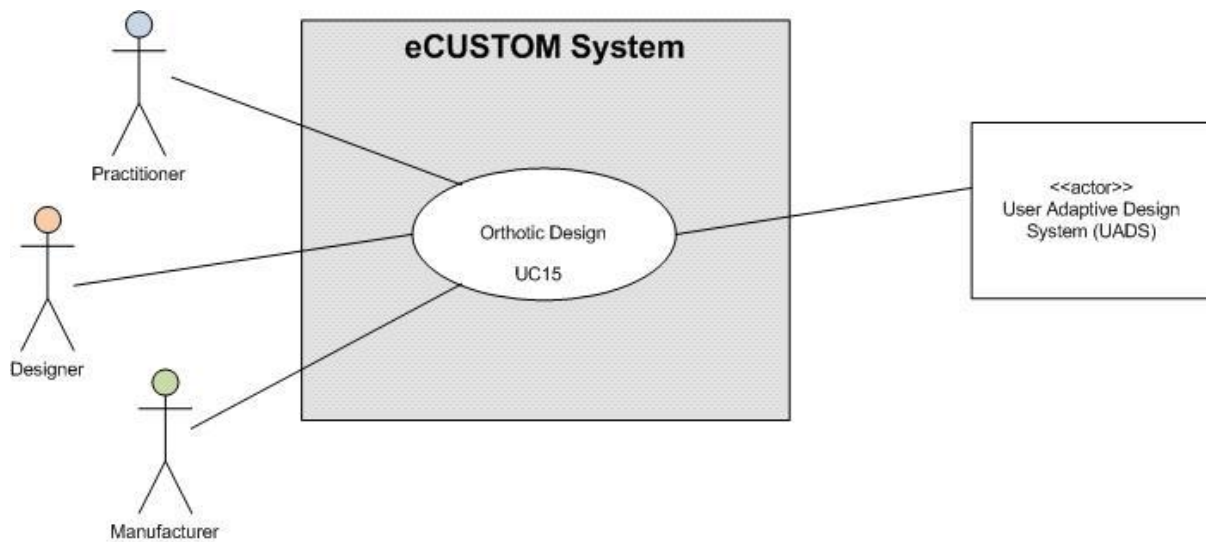 eCUSTOM System
Practitioner
Designer
Manufacturer
Orthotic Design
UC15
<<actor>>
User Adaptive Design
System (UADS)